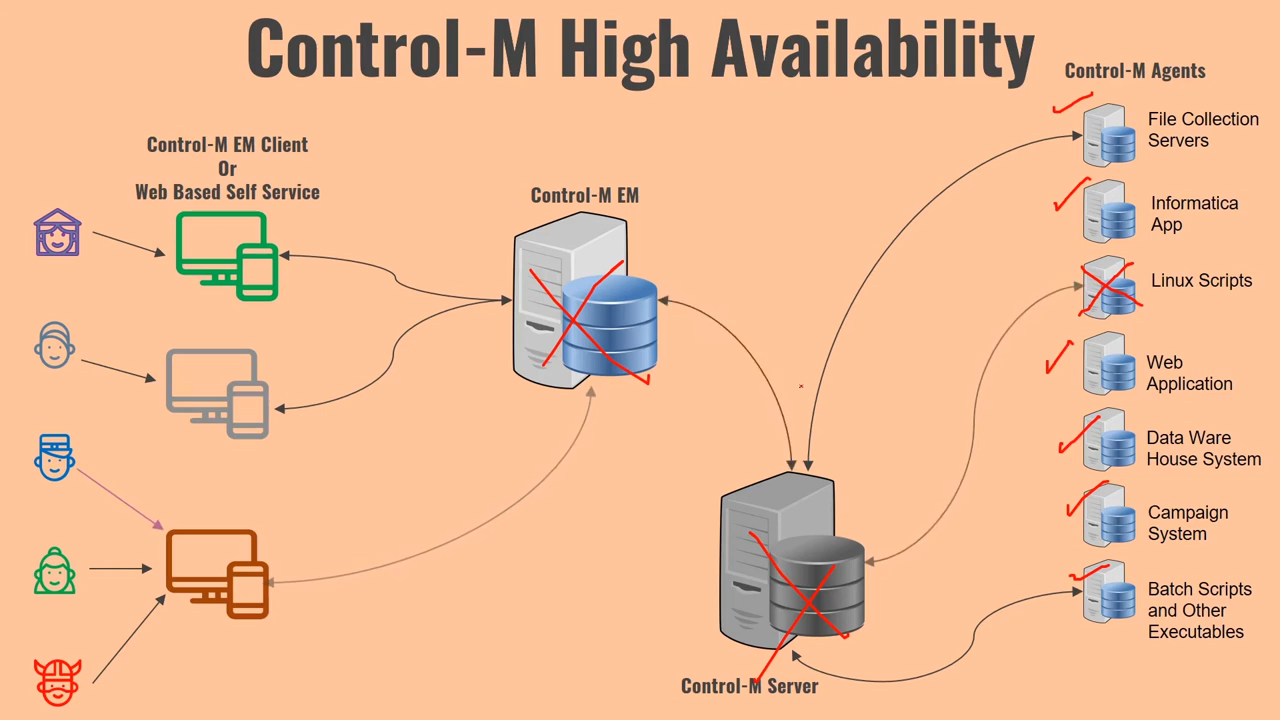 Control-M High Availability
Control-M Agents
Control-M EM Client
Or
Web Based Self Service
Control-M EM
Control-M Server
File Collection
Servers
Informatica
App
Linux Scripts
Web
Application
Data Ware
House System
Campaign
System
Batch Scripts
and Other
Executables